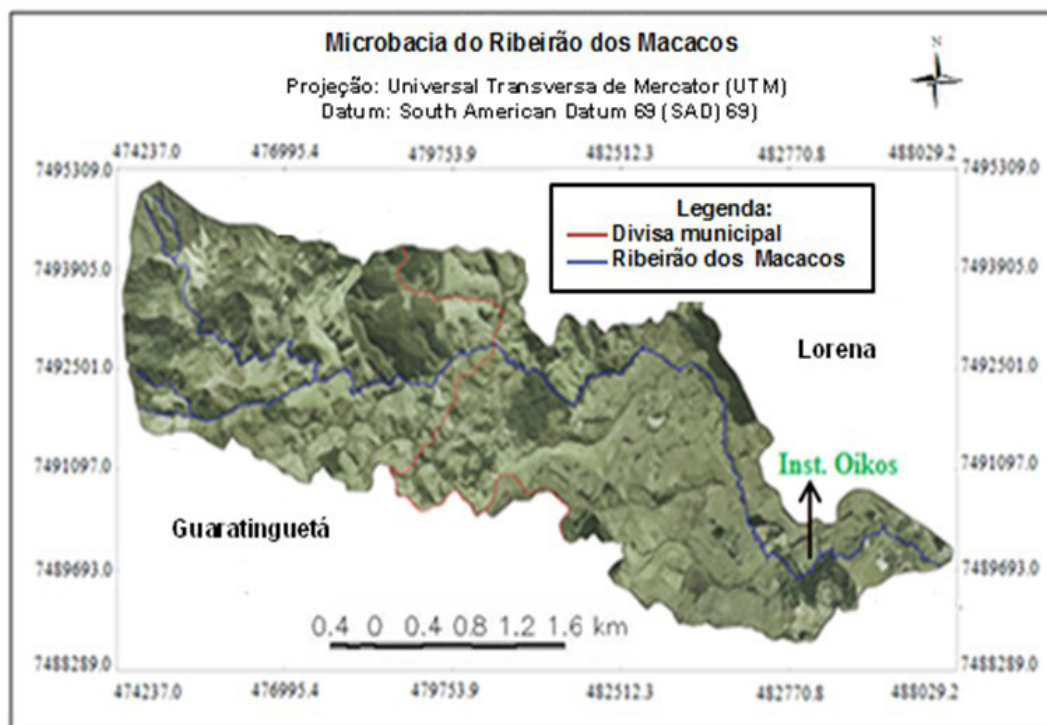 Microbacia do Ribeirão dos Macacos
Projeção: Universal Transversa de Mercator (UTM)
Datum: South American Datum 69 (SAD) 69)
N
474237.0 476995.4 479753.9 482512.3 482770.8 488029.2
7495309.0 7495309.0
Legenda:
Divisa municipal
Ribeirão dos Macacos
7493905.0 7493905.0
Lorena
7492501.0 7492501.0
7491097.0 7491097.0
Inst. Oikos
Guaratinguetá
7489693.0 7489693.0
0.4 0 0.4 0.8 1.2 1.6 km
7488289.0 7488289.0
474237.0 476995.4 479753.9 482512.3 482770.8 488029.2